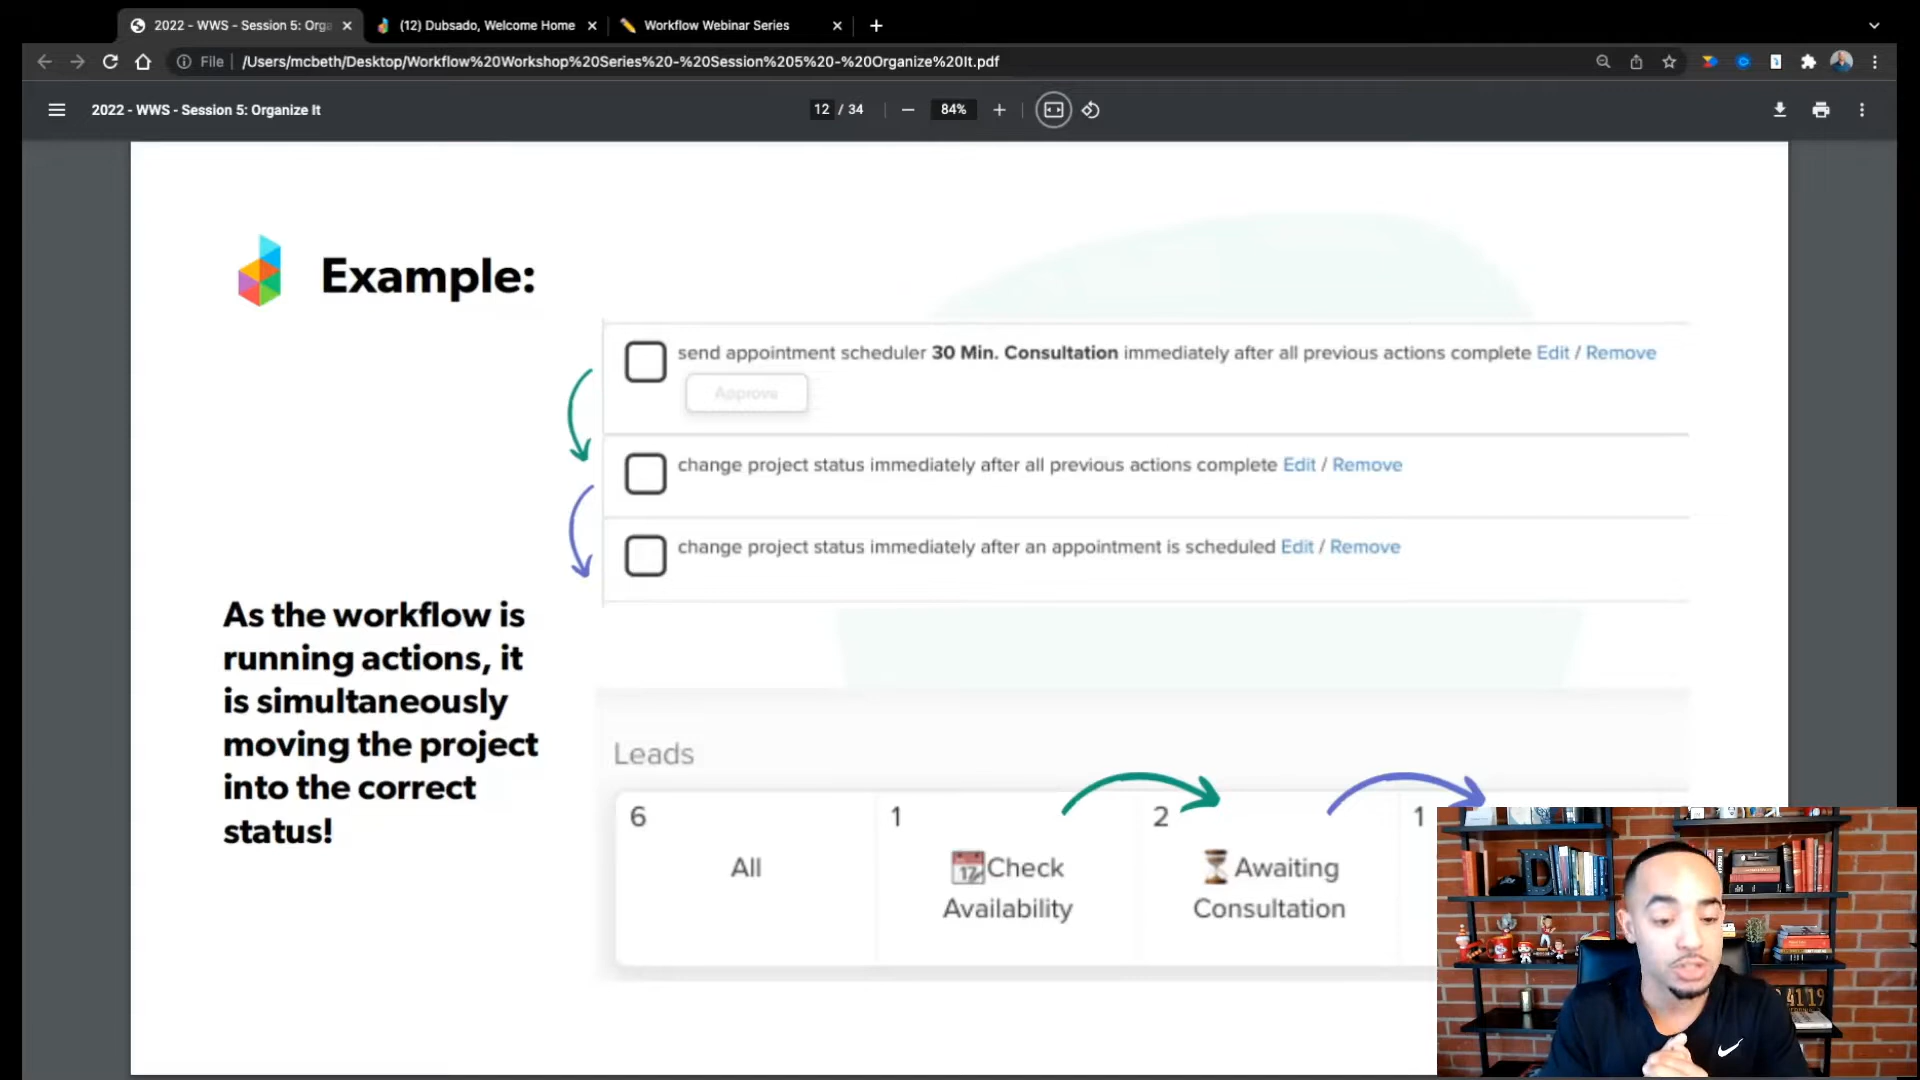 2022 - WWS - Session 5: Orga
(12) Dubsado, Welcome Home
Workflow Webinar Series
File
/Users/mcbeth/Desktop/Workflow%20Workshop%20Series%20-%20Session%205%20-%20Organize%20It.pdf
2022 - WWS - Session 5: Organize It
12 / 34
84%
Example:
send appointment scheduler 30 Min. Consultation immediately after all previous actions complete Edit / Remove
Approve
change project status immediately after all previous actions complete Edit / Remove
change project status immediately after an appointment is scheduled Edit / Remove
As the workflow is
running actions, it
is simultaneously
moving the project
into the correct
status!
Leads
6
All
1
17 Check
Availability
2
Awaiting
Consultation
1
D